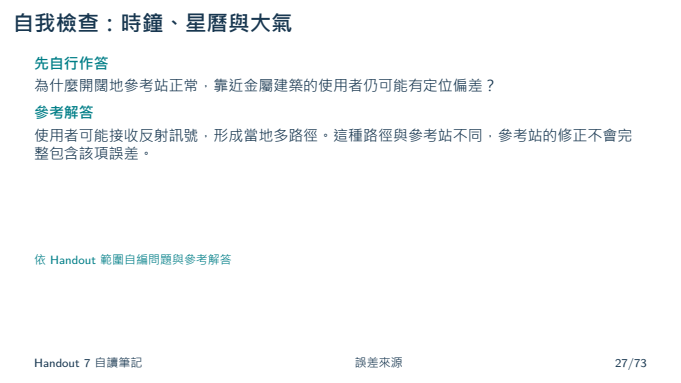 自我檢查：時鐘、星曆與大氣
先自行作答
為什麼開闊地參考站正常，靠近金屬建築的使用者仍可能有定位偏差？
參考解答
使用者可能接收反射訊號，形成當地多路徑。這種路徑與參考站不同，參考站的修正不會完
整包含該項誤差。
依 Handout 範圍自編問題與參考解答
Handout 7 自讀筆記
誤差來源
27/73